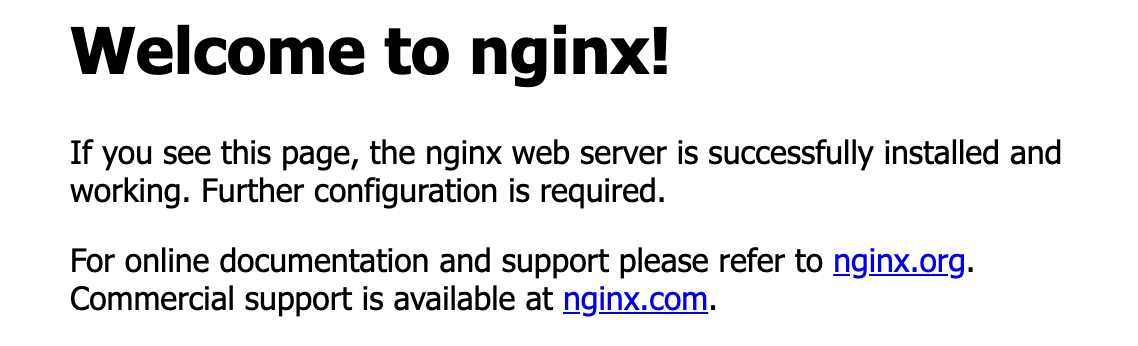 Welcome to nginx!
If you see this page, the nginx web server is successfully installed and
working. Further configuration is required.
For online documentation and support please refer to nginx.org.
Commercial support is available at nginx.com.